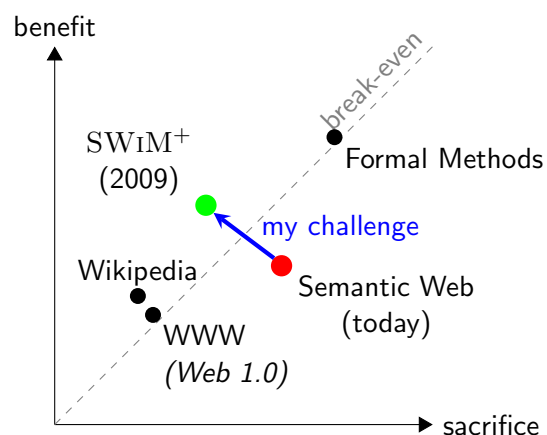 benefit
break-even
SWIM+
(2009)
Formal Methods
my challenge
Wikipedia
Semantic Web
(today)
WWW
(Web 1.0)
sacrifice